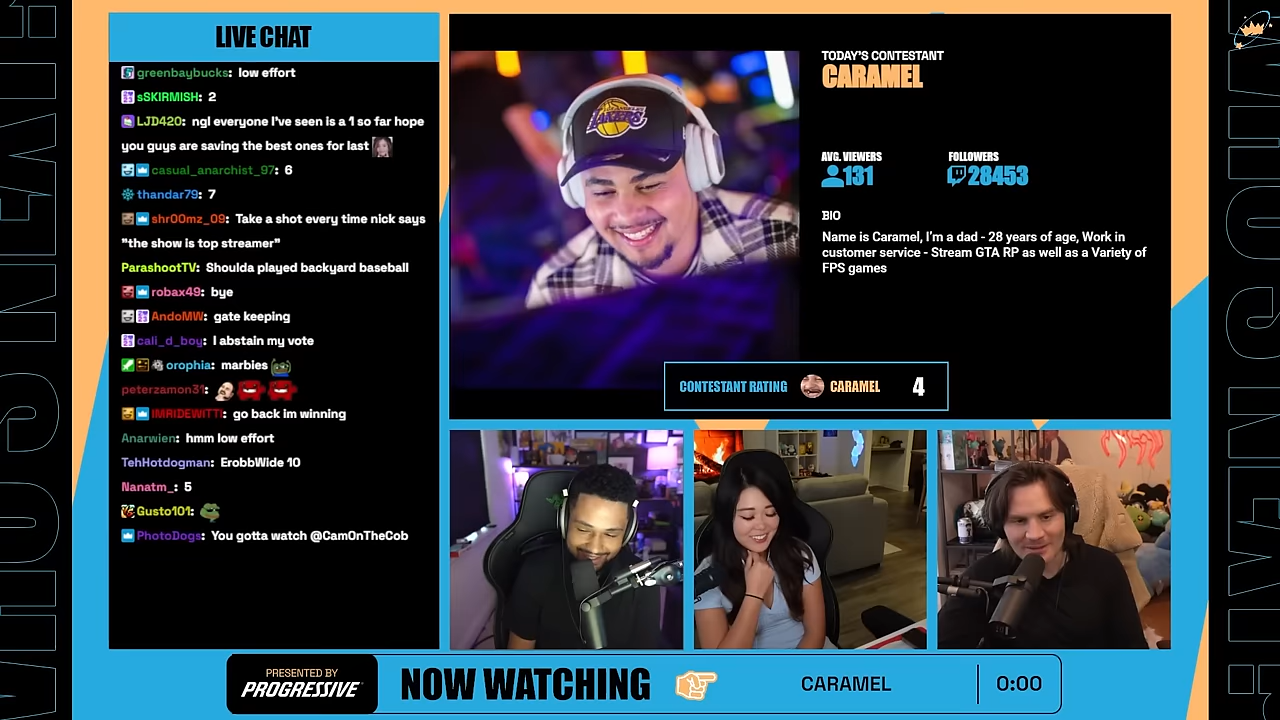 LIVE CHAT
greenbaybucks: low effort
sSKIRMISH: 2
LJD420: ngl everyone I've seen is a 1 so far hope
you guys are saving the best ones for last
casual_anarchist_97: 6
thandar79: 7
shr00mz_09: Take a shot every time nick says
"the show is top streamer"
ParashootTV: Shoulda played backyard baseball
robax49: bye
AndoMW: gate keeping
cali_d_boy: I abstain my vote
orophia: marbies
peterzamon31:
IMRIDEWITTI: go back im winning
Anarwien: hmm low effort
TehHotdogman: ErobbWide 10
Nanatm_: 5
Gusto101:
PhotoDogs: You gotta watch @CamOnTheCob
LAKERS
TODAY'S CONTESTANT
CARAMEL
AVG. VIEWERS
131
FOLLOWERS
28453
BIO
Name is Caramel, I'm a dad - 28 years of age, Work in
customer service - Stream GTA RP as well as a Variety of
FPS games
CONTESTANT RATING CARAMEL 4
PRESENTED BY
PROGRESSIVE
NOW WATCHING
CARAMEL
0:00